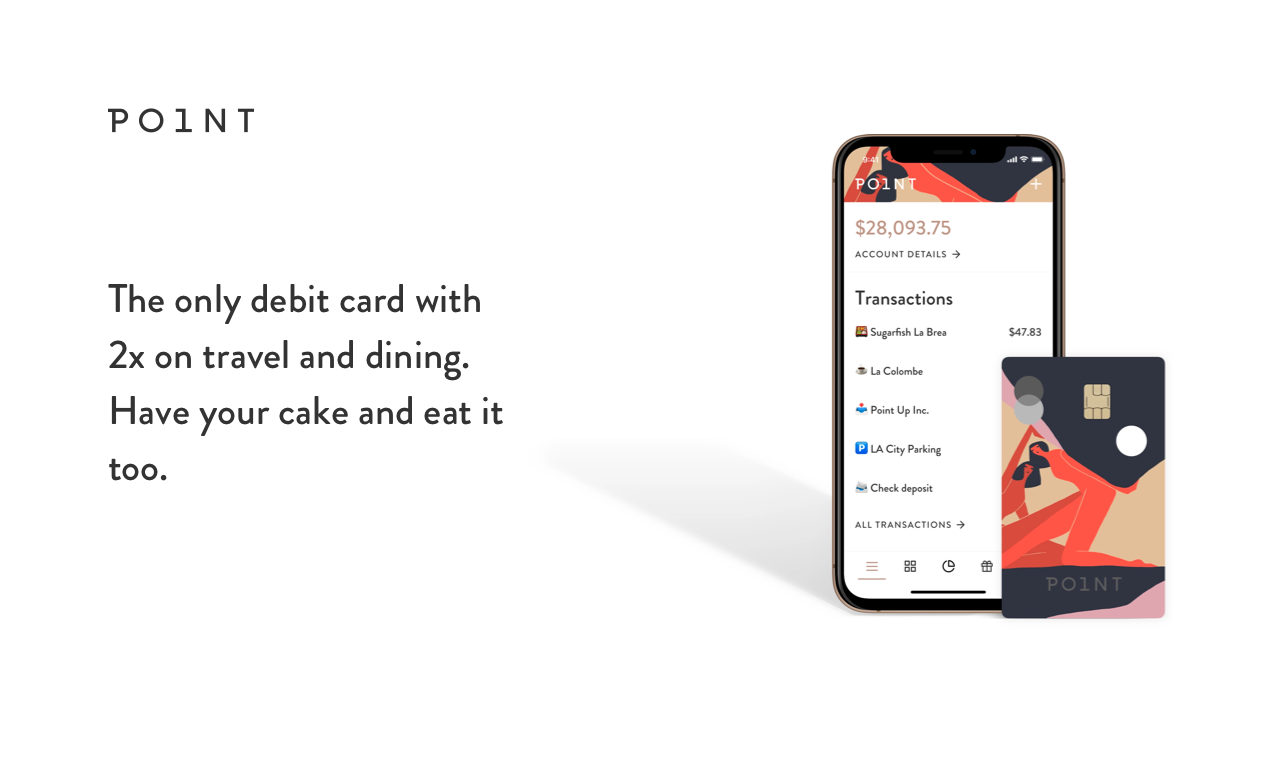 PO1NT
The only debit card with
2x on travel and dining.
Have your cake and eat it
too.
9:41
PO1NT
$28,093.75
ACCOUNT DETAILS →
Transactions
Sugarfish La Brea $47.83
La Colombe
Point Up Inc.
P LA City Parking
Check deposit
ALL TRANSACTIONS →
PO1NT